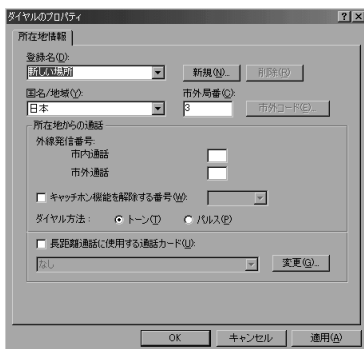 ダイヤルのプロパティ
所在地情報
登録名(D):
新しい場所
新規(N)...
削除(R)
国名/地域(Y):
市外局番(C):
日本
3
市外コード(E)...
所在地からの通話
外線発信番号:
市内通話
市外通話
キャッチホン機能を解除する番号(W):
ダイヤル方法:
トーン(T)
パルス(P)
長距離通話に使用する通話カード(U):
なし
変更(G)...
OK
キャンセル
適用(A)